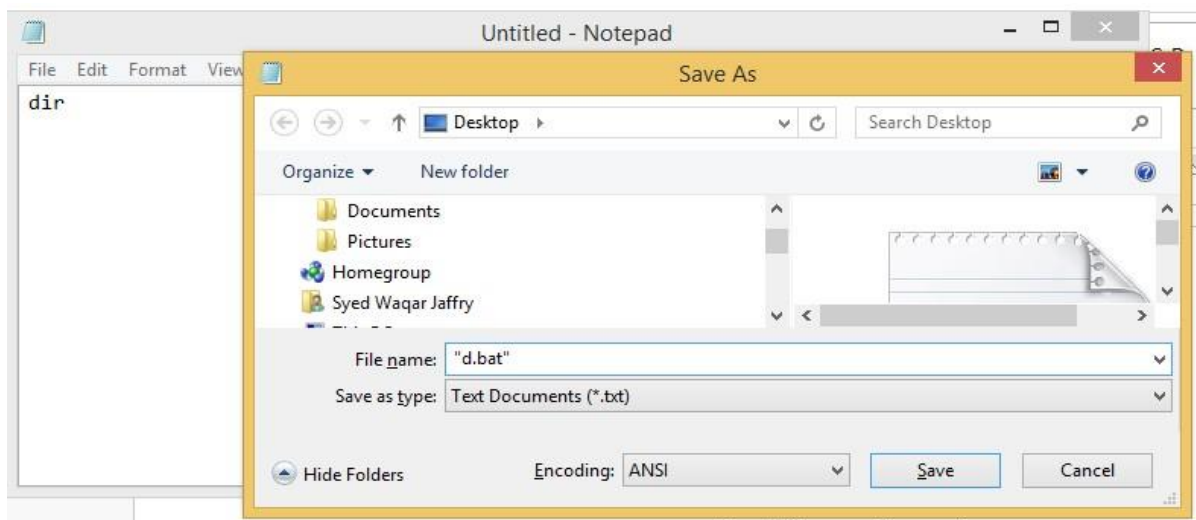 Untitled - Notepad
File Edit Format View
dir
Save As
Desktop
Search Desktop
Organize New folder
Documents
Pictures
Homegroup
Syed Waqar Jaffry
File name: "d.bat"
Save as type: Text Documents (*.txt)
Hide Folders Encoding: ANSI Save Cancel